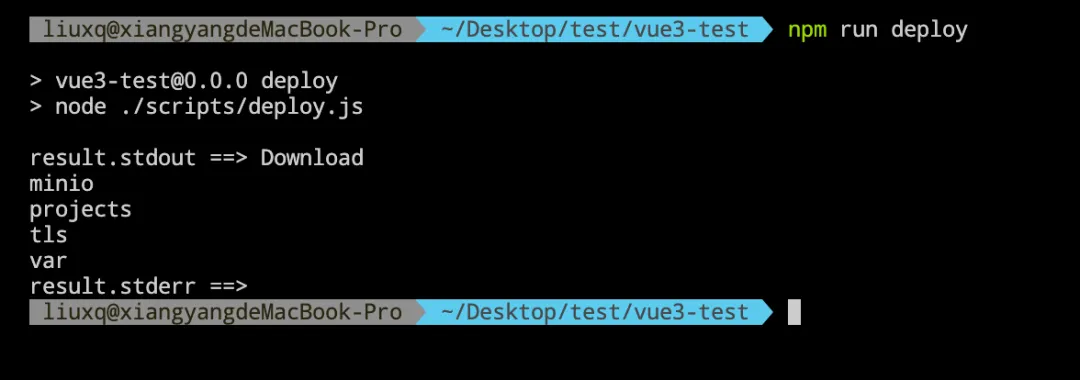 liuxq@xiangyangdeMacBook-Pro ~/Desktop/test/vue3-test npm run deploy
> vue3-test@0.0.0 deploy
> node ./scripts/deploy.js
result.stdout ==> Download
minio
projects
tls
var
result.stderr ==>
liuxq@xiangyangdeMacBook-Pro ~/Desktop/test/vue3-test